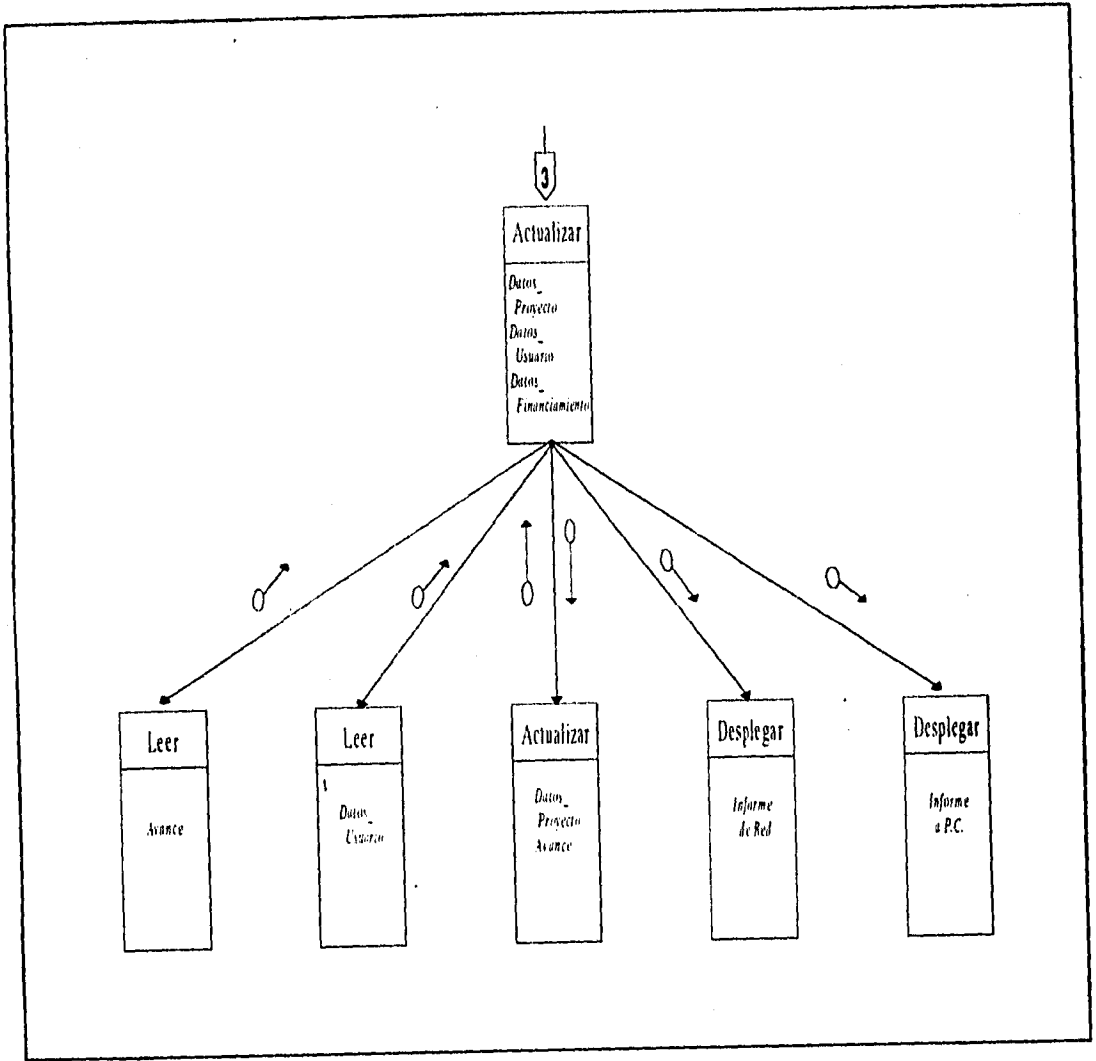 3
Actualizar
Datos_
Proyecto
Datos_
Usuario
Datos_
Financiamiento
Leer
Avance
Leer
Datos_
Usuario
Actualizar
Datos_
Proyecto
Avance
Desplegar
Informe
de Red
Desplegar
Informe
a P.C.